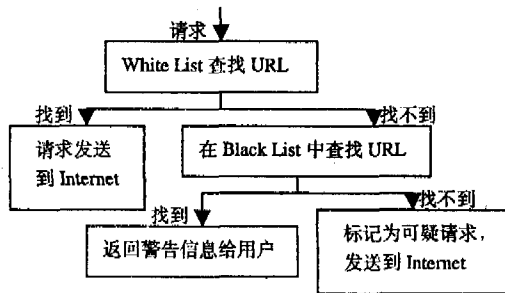 请求
White List 查找 URL
找到
找不到
请求发送
到 Internet
在 Black List 中查找 URL
找到
找不到
返回警告信息给用户
标记为可疑请求，
发送到 Internet